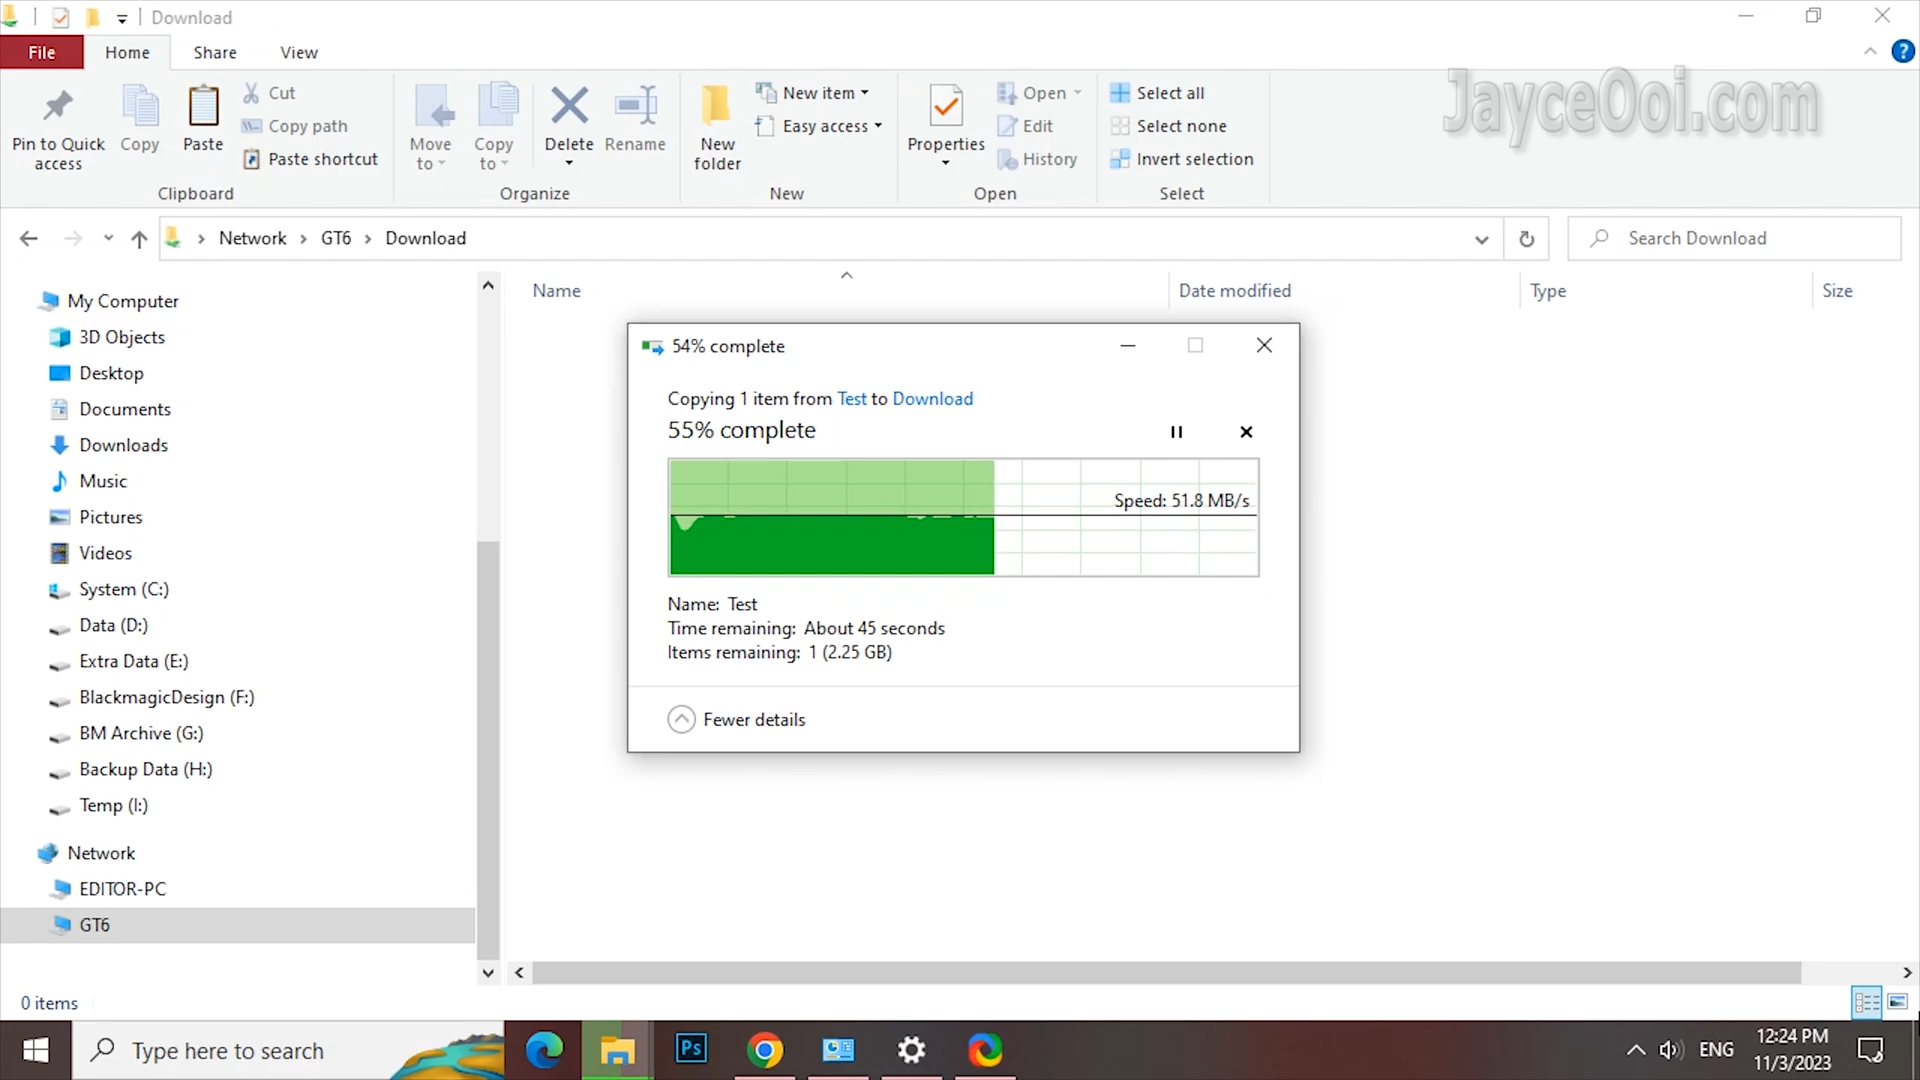 Download
File Home Share View
?
JayceOoi.com
Pin to Quick access
Copy
Paste
Cut
Copy path
Paste shortcut
Clipboard
Move to
Copy to
Delete
Rename
Organize
New folder
New item
Easy access
New
Properties
Open
Edit
History
Open
Select all
Select none
Invert selection
Select
Network > GT6 > Download
Search Download
Name Date modified Type Size
My Computer
3D Objects
Desktop
Documents
Downloads
Music
Pictures
Videos
System (C:)
Data (D:)
Extra Data (E:)
BlackmagicDesign (F:)
BM Archive (G:)
Backup Data (H:)
Temp (I:)
Network
EDITOR-PC
GT6
54% complete
Copying 1 item from Test to Download
55% complete
Speed: 51.8 MB/s
Name: Test
Time remaining: About 45 seconds
Items remaining: 1 (2.25 GB)
Fewer details
0 items
Type here to search
Ps
ENG
12:24 PM
11/3/2023